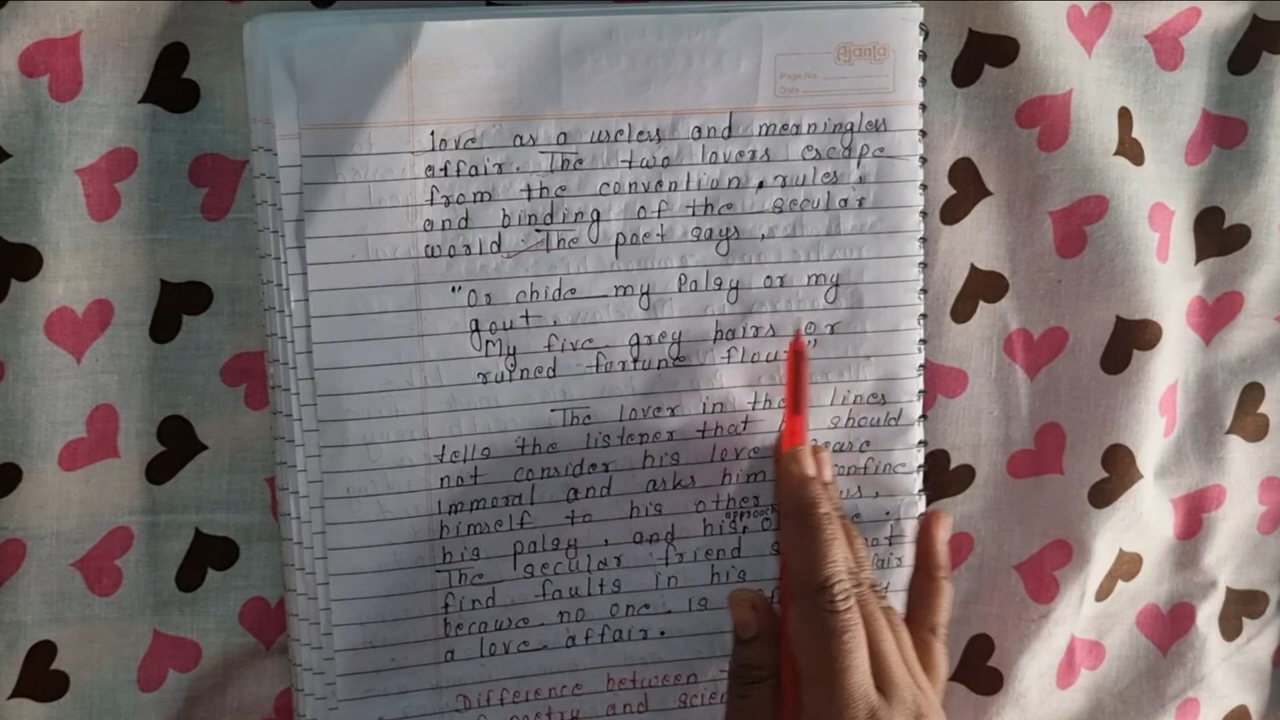 Ajanta
Page No.
Date
love as a useless and meaningless
affair. The two lovers escape
from the convention, rules,
and binding of the secular
world. The poet says,
"Or chide my Palsy or my
gout,
My five grey hairs or
ruined fortune flout"
The lover in the lines
tells the listener that should
not consider his love
immoral and asks him confine
himself to his other
his palsy, and his approach
The secular friend not
find faults in his
because no one is
a love affair.
Difference between
poetry and